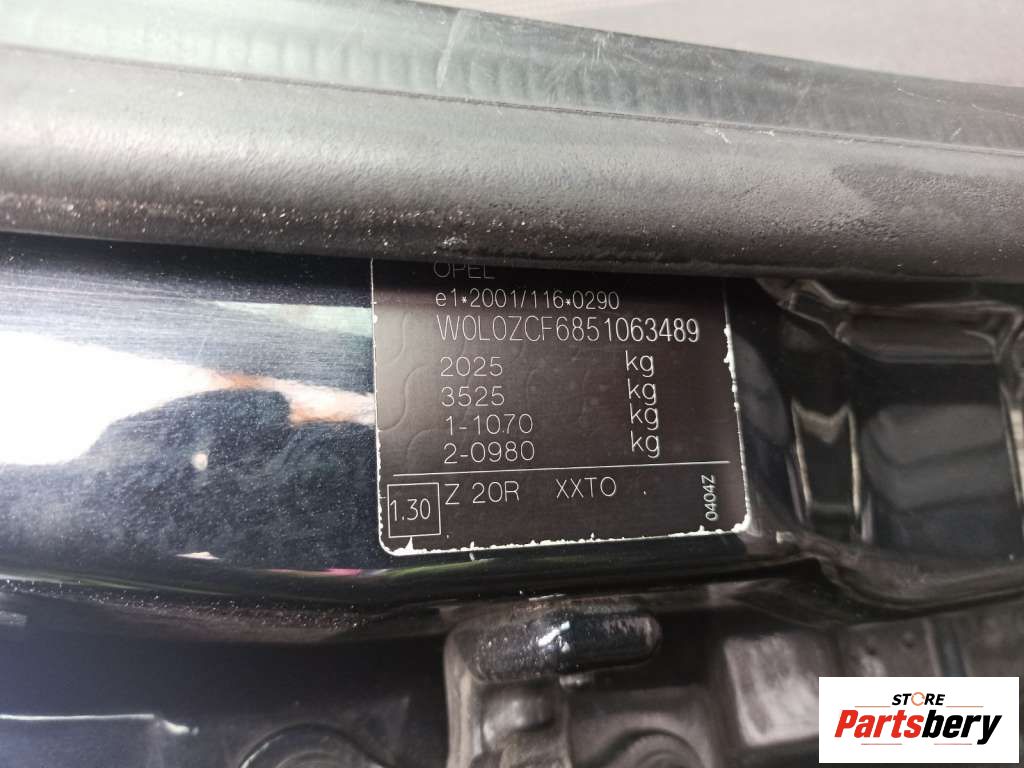 OPEL
e1*2001/116*0290
W0L0ZCF6851063489
2025 kg
3525 kg
1-1070 kg
2-0980 kg
1.30 Z 20R XXTO .
0404Z
STORE
Partsbery